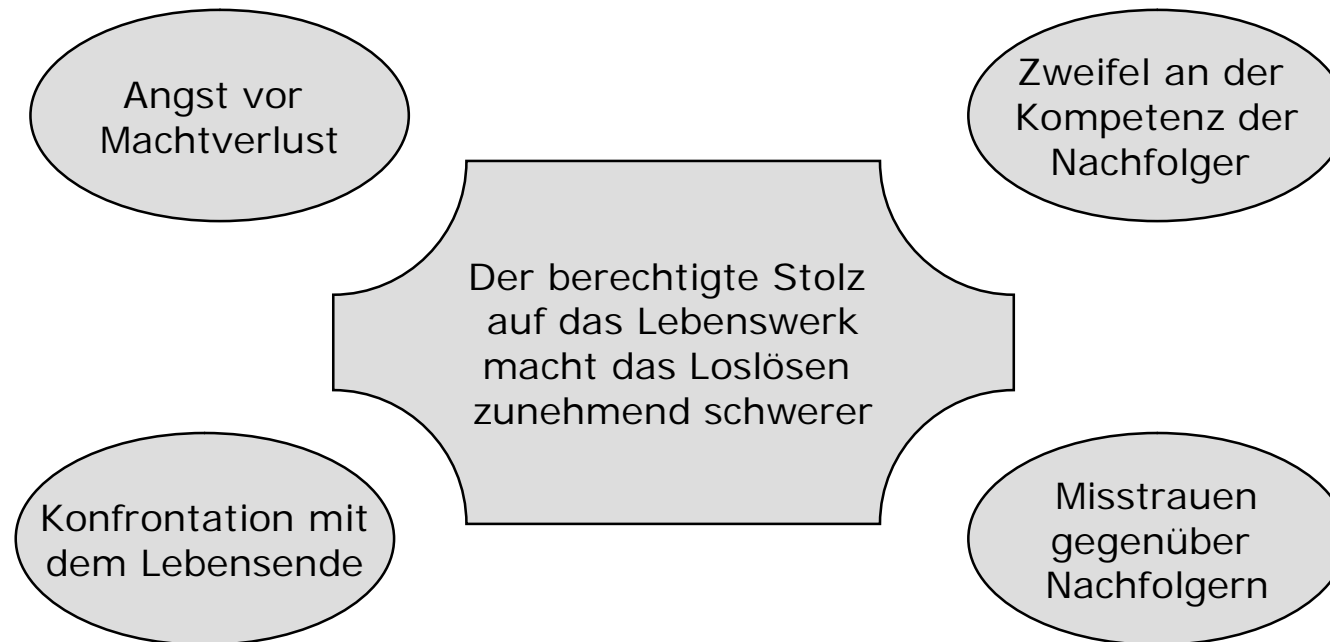 Angst vor
Machtverlust
Zweifel an der
Kompetenz der
Nachfolger
Der berechtigte Stolz
auf das Lebenswerk
macht das Loslösen
zunehmend schwerer
Konfrontation mit
dem Lebensende
Misstrauen
gegenüber
Nachfolgern